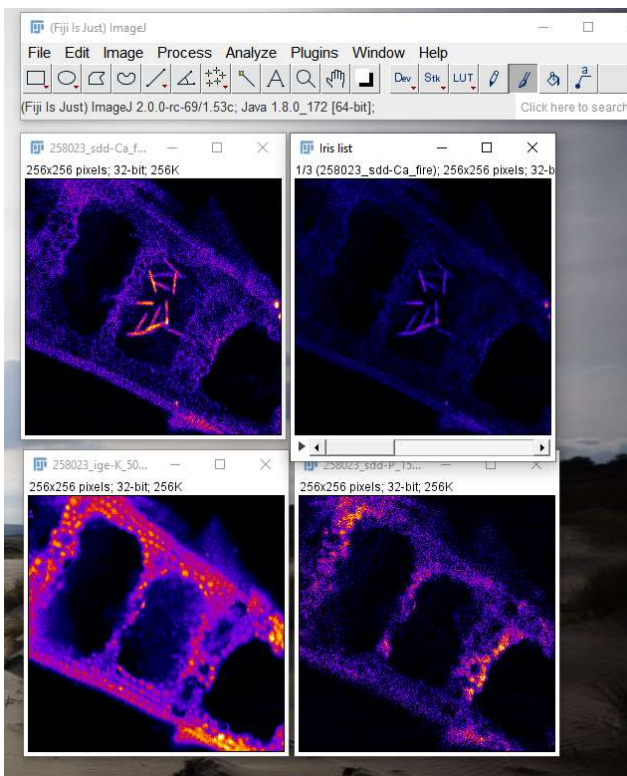 (Fiji Is Just) ImageJ
File Edit Image Process Analyze Plugins Window Help
A Dev Stk LUT a
(Fiji Is Just) ImageJ 2.0.0-rc-69/1.53c; Java 1.8.0_172 [64-bit]; Click here to search
258023_sdd-Ca_f...
256x256 pixels; 32-bit; 256K
Iris list
1/3 (258023_sdd-Ca_fire); 256x256 pixels; 32-b
258023_ige-K_50...
256x256 pixels; 32-bit; 256K
258023_sdd-P_15...
256x256 pixels; 32-bit; 256K